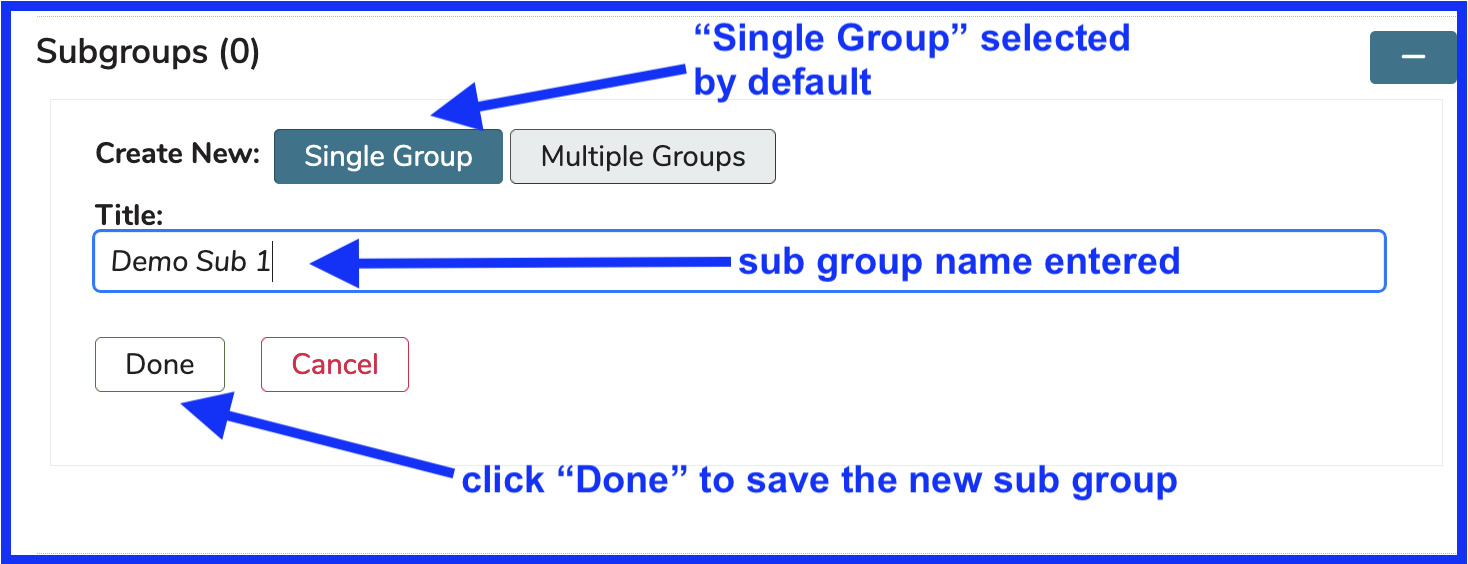 Subgroups (0)
“Single Group” selected
by default
Create New:
Single Group
Multiple Groups
Title:
Demo Sub 1
sub group name entered
Done
Cancel
click “Done” to save the new sub group